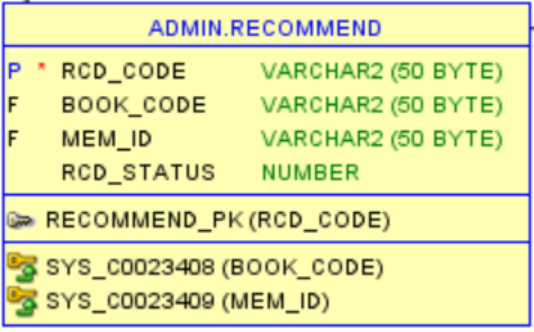 ADMIN.RECOMMEND
P * RCD_CODE VARCHAR2 (50 BYTE)
F BOOK_CODE VARCHAR2 (50 BYTE)
F MEM_ID VARCHAR2 (50 BYTE)
RCD_STATUS NUMBER
RECOMMEND_PK (RCD_CODE)
SYS_C0023408 (BOOK_CODE)
SYS_C0023409 (MEM_ID)